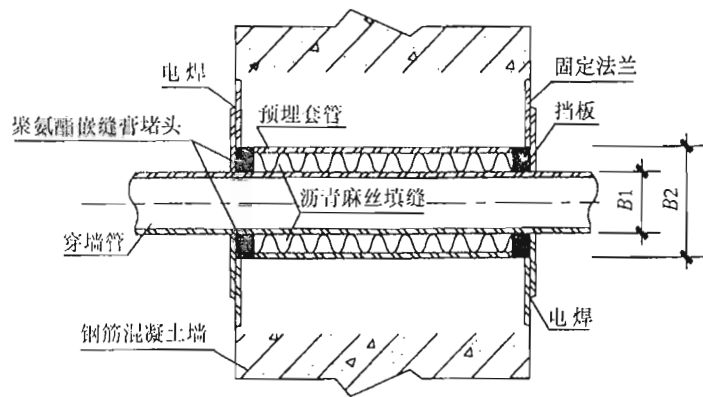 电焊
固定法兰
预埋套管
挡板
聚氨酯嵌缝膏堵头
沥青麻丝填缝
B1
B2
穿墙管
钢筋混凝土墙
电焊